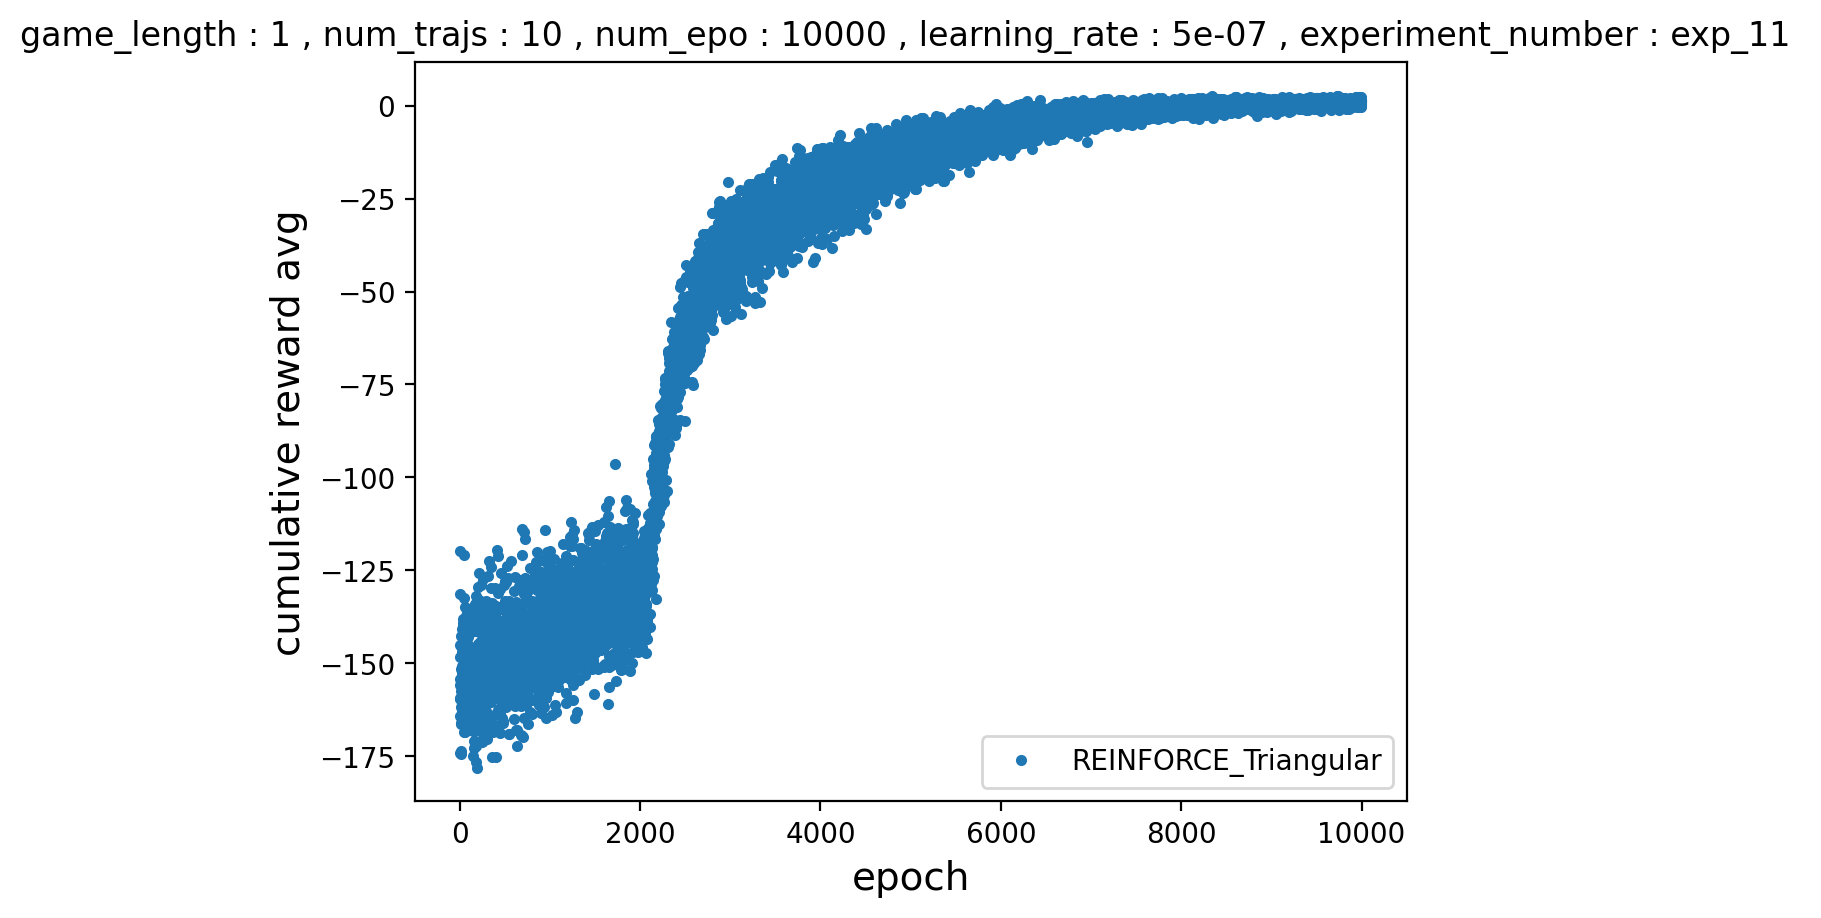 game_length : 1 , num_trajs : 10 , num_epo : 10000 , learning_rate : 5e-07 , experiment_number : exp_11
cumulative reward avg
0
−25
−50
−75
−100
−125
−150
−175
REINFORCE_Triangular
0 2000 4000 6000 8000 10000
epoch